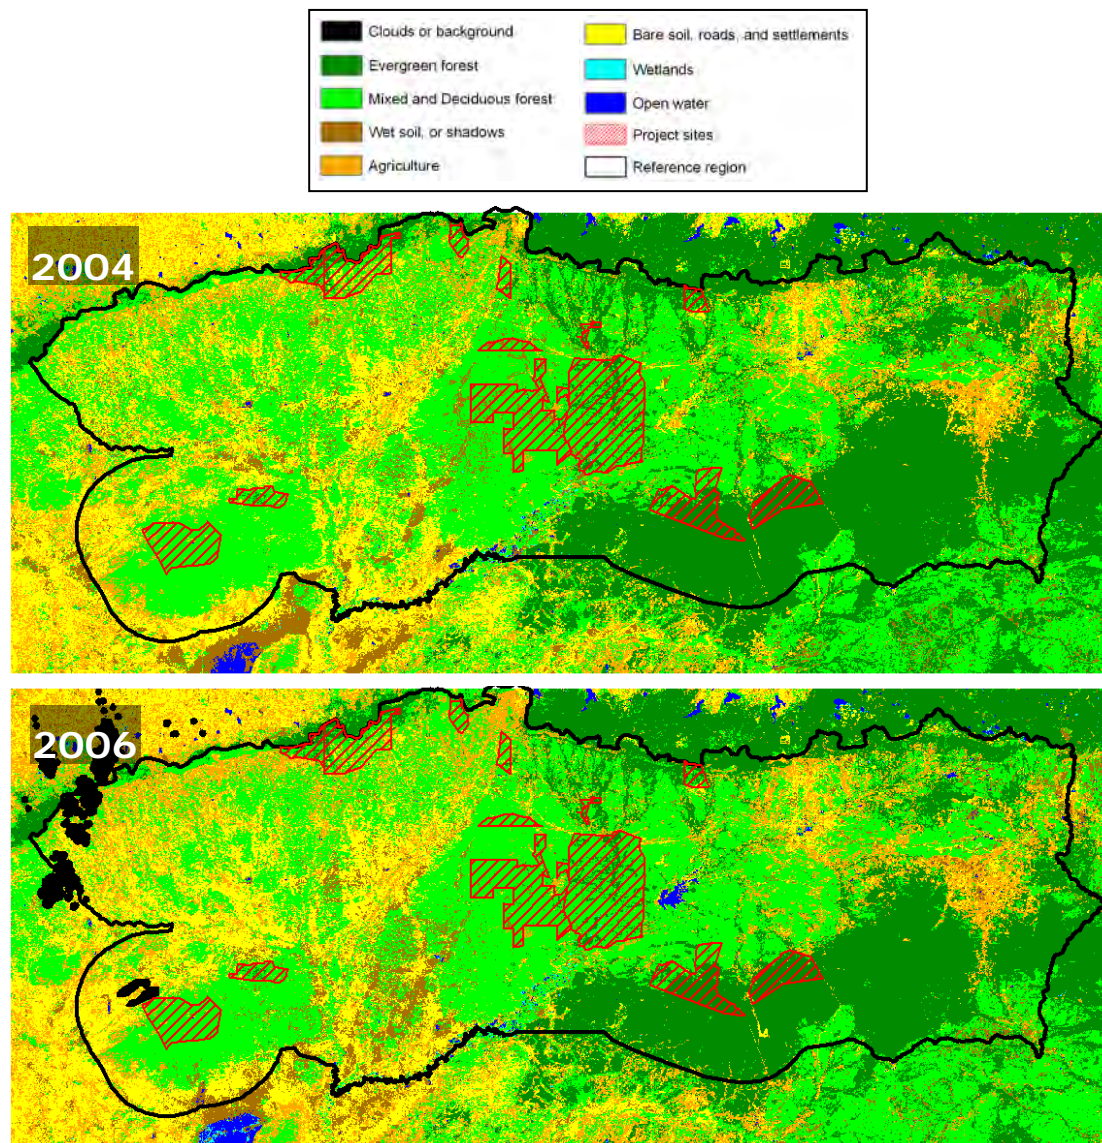 Clouds or background
Evergreen forest
Mixed and Deciduous forest
Wet soil, or shadows
Agriculture
Bare soil, roads, and settlements
Wetlands
Open water
Project sites
Reference region
2004
2006